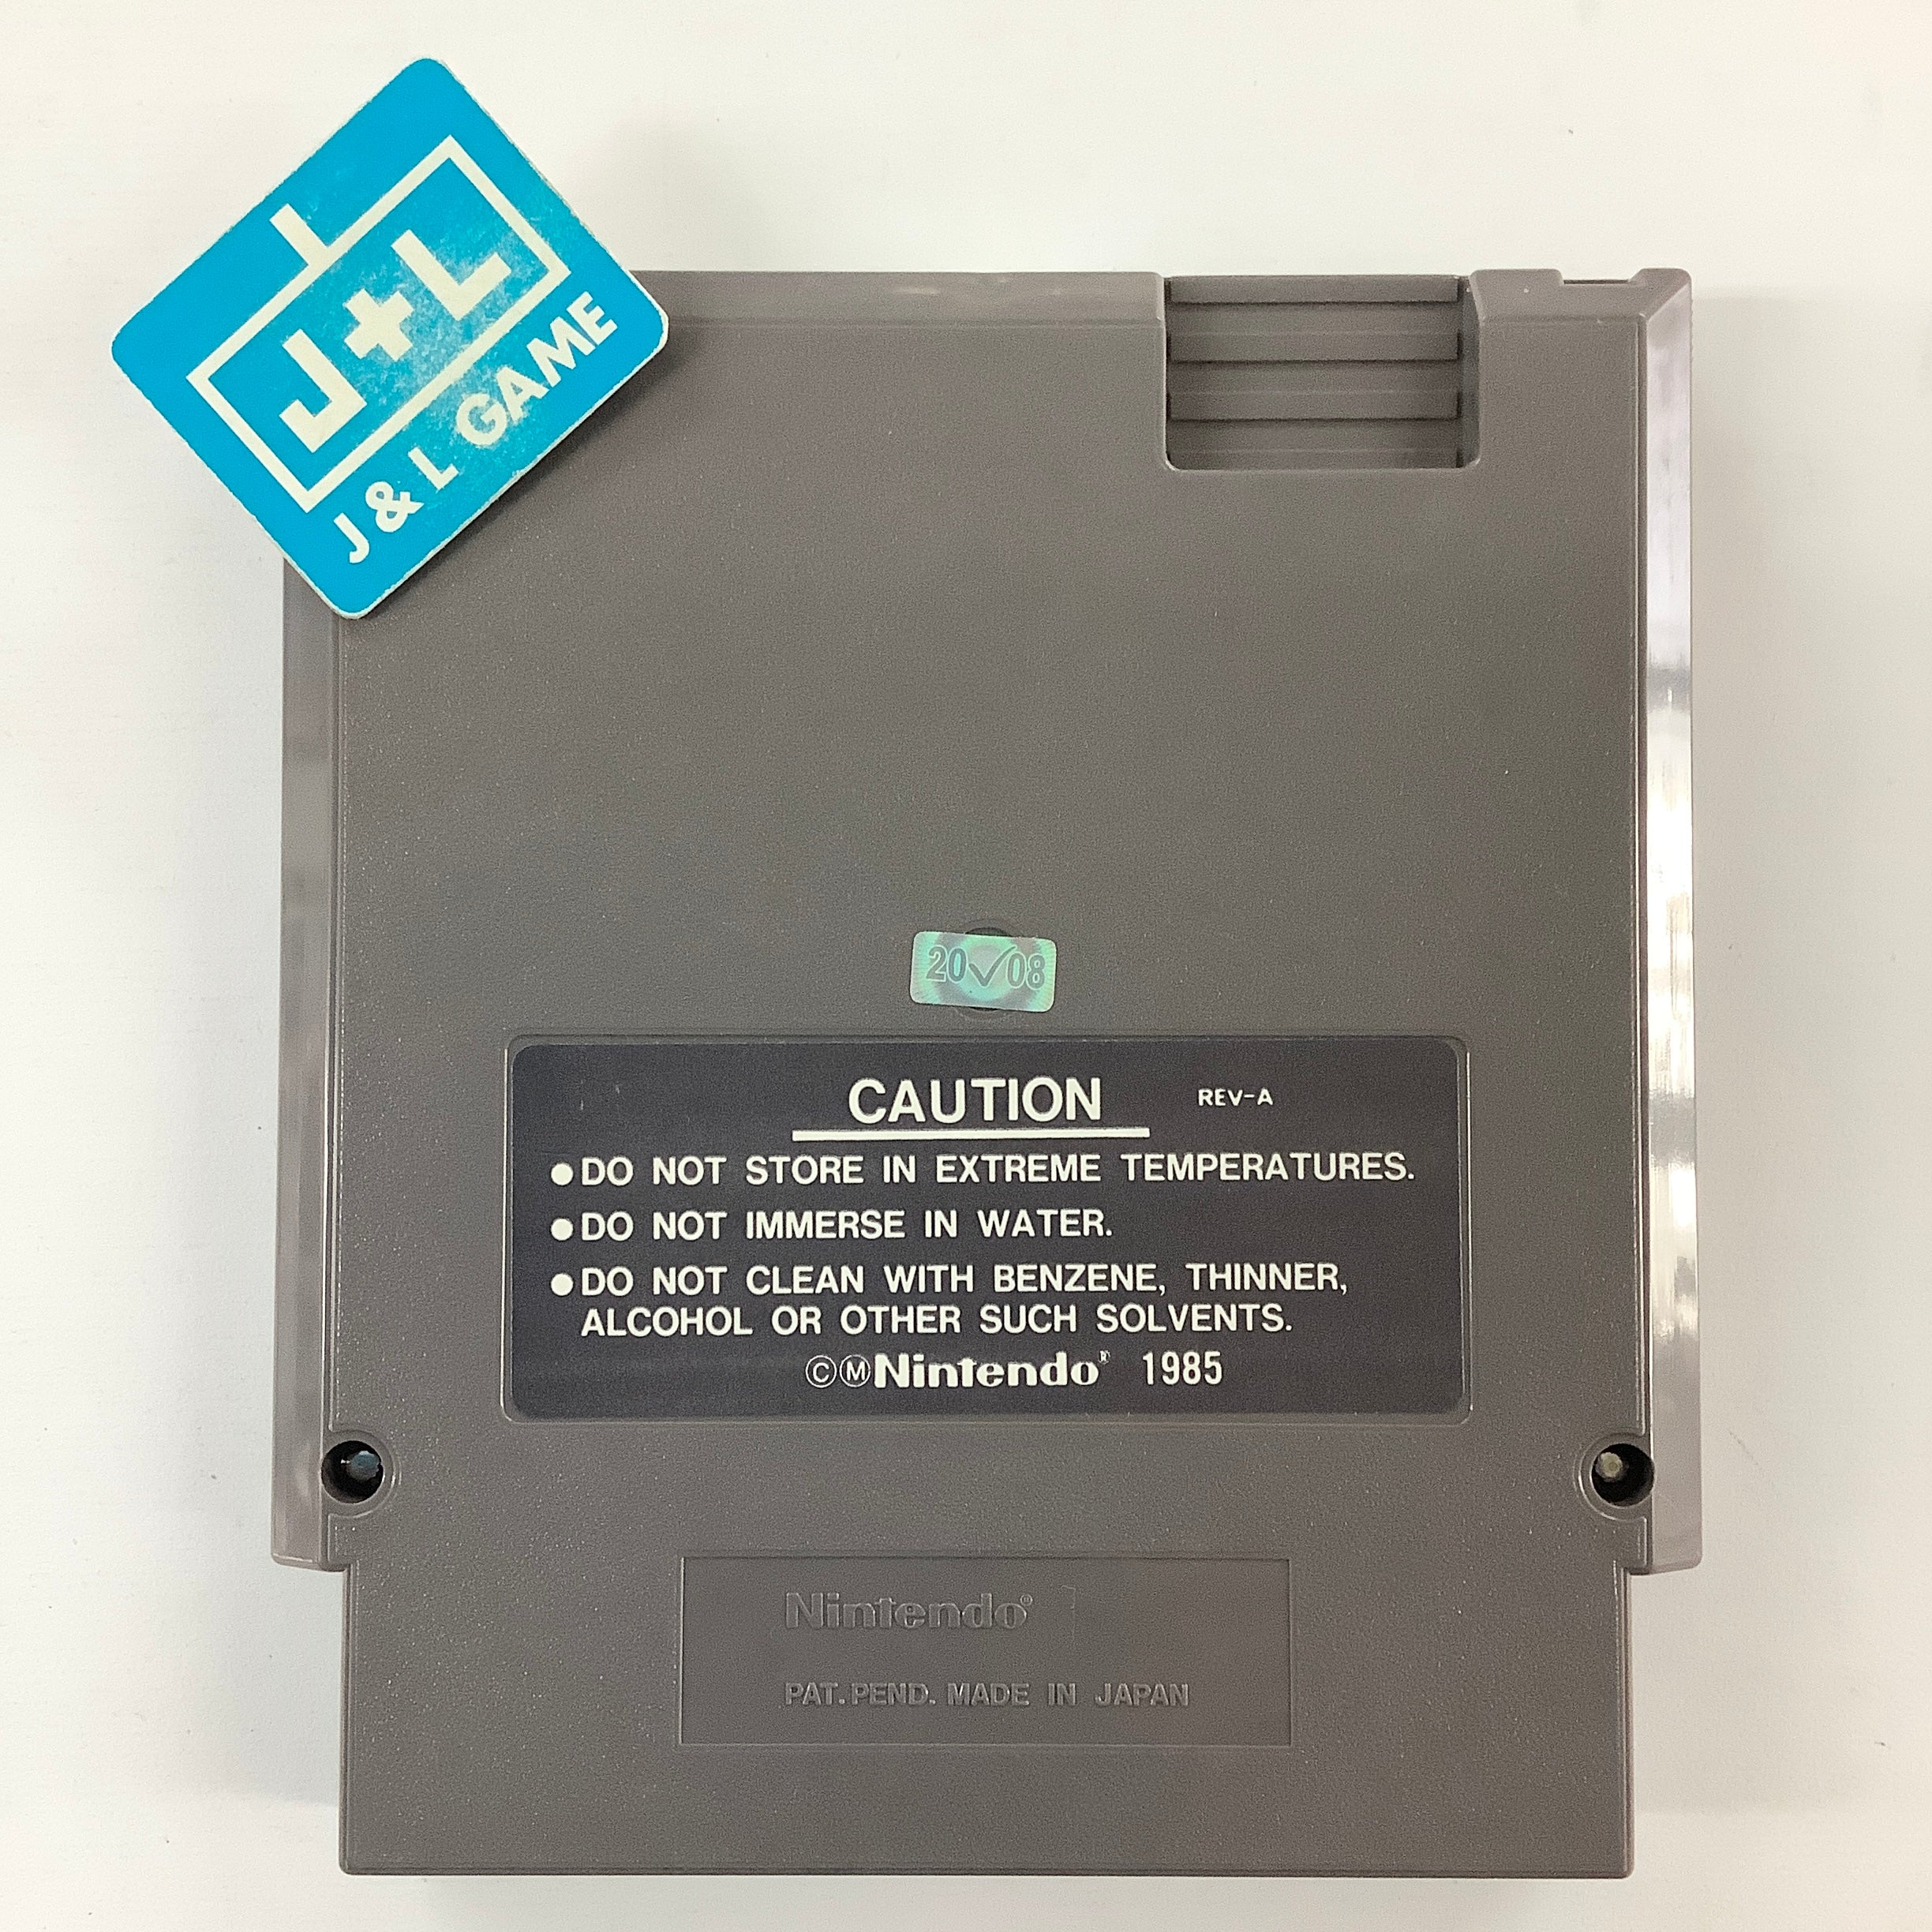 J+L
J & L GAME
20✓08
CAUTION REV-A
●DO NOT STORE IN EXTREME TEMPERATURES.
●DO NOT IMMERSE IN WATER.
●DO NOT CLEAN WITH BENZENE, THINNER,
ALCOHOL OR OTHER SUCH SOLVENTS.
ⒸⓂNintendo® 1985
Nintendo®
PAT. PEND. MADE IN JAPAN